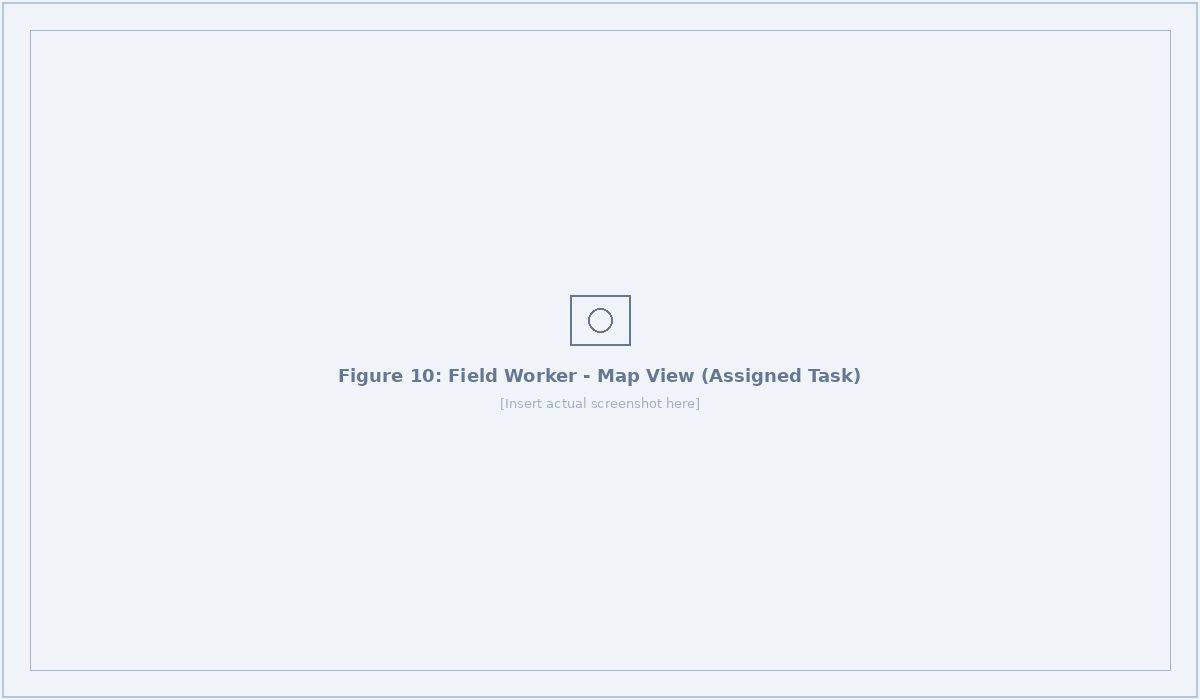 Figure 10: Field Worker - Map View (Assigned Task)
[Insert actual screenshot here]